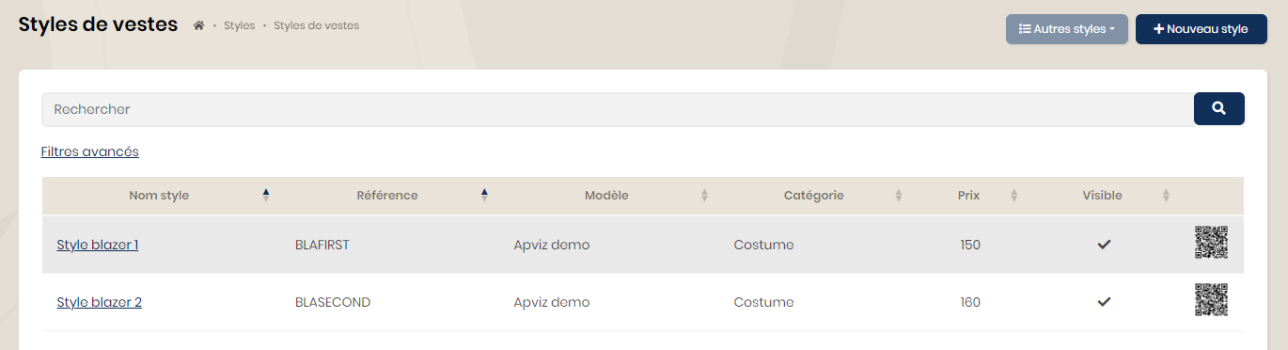 Styles de vestes • Styles • Styles de vestes
Autres styles Nouveau style
Rechercher
Filtres avancés
Nom style Référence Modèle Catégorie Prix Visible
Style blazer 1 BLAFIRST Apviz demo Costume 150
Style blazer 2 BLASECOND Apviz demo Costume 160